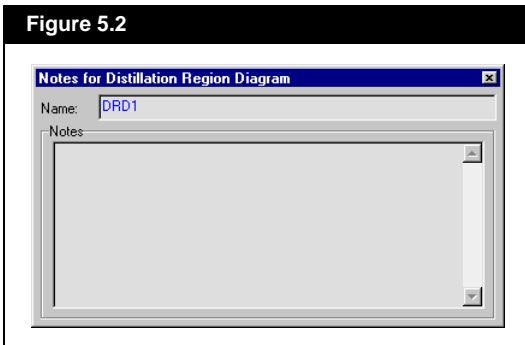 Figure 5.2
Notes for Distillation Region Diagram
Name: DRD1
Notes